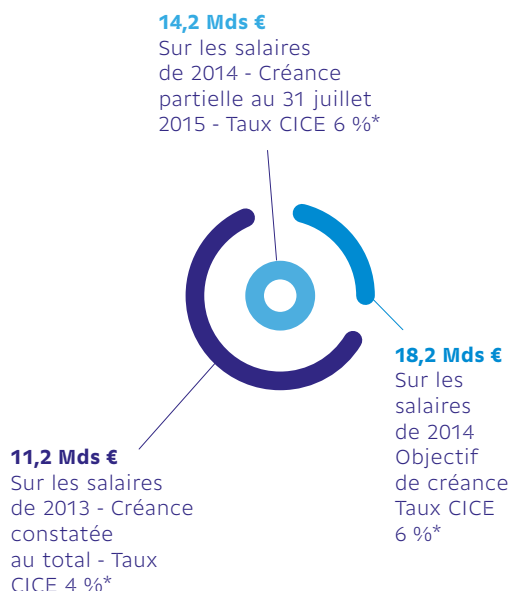 14,2 Mds €
Sur les salaires
de 2014 - Créance
partielle au 31 juillet
2015 - Taux CICE 6 %*
18,2 Mds €
Sur les
salaires
de 2014
Objectif
de créance
Taux CICE
6 %*
11,2 Mds €
Sur les salaires
de 2013 - Créance
constatée
au total - Taux
CICE 4 %*